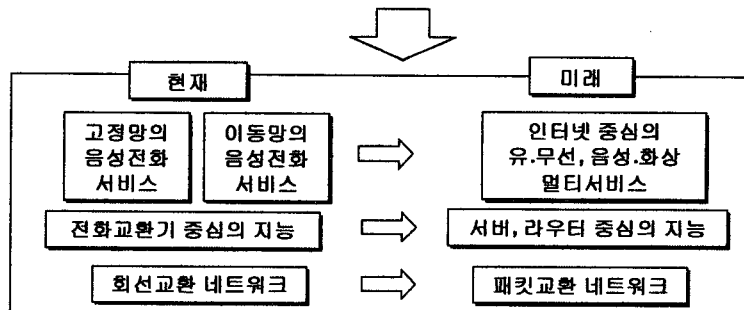 현재
미래
고정망의
음성전화
서비스
이동망의
음성전화
서비스
인터넷 중심의
유.무선, 음성.화상
멀티서비스
전화교환기 중심의 지능
서버, 라우터 중심의 지능
회선교환 네트워크
패킷교환 네트워크